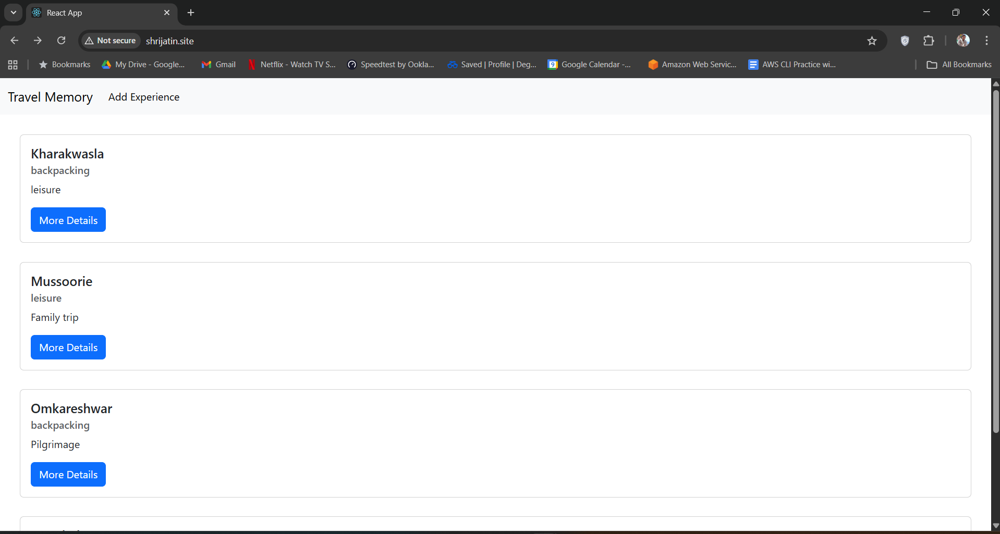 React App
Not secure
shrijatin.site
Bookmarks
My Drive - Google...
Gmail
Netflix - Watch TV S...
Speedtest by Ookla...
Saved | Profile | Deg...
9
Google Calendar -...
Amazon Web Servic...
AWS CLI Practice wi...
All Bookmarks
Travel Memory
Add Experience
Kharakwasla
backpacking
leisure
More Details
Mussoorie
leisure
Family trip
More Details
Omkareshwar
backpacking
Pilgrimage
More Details